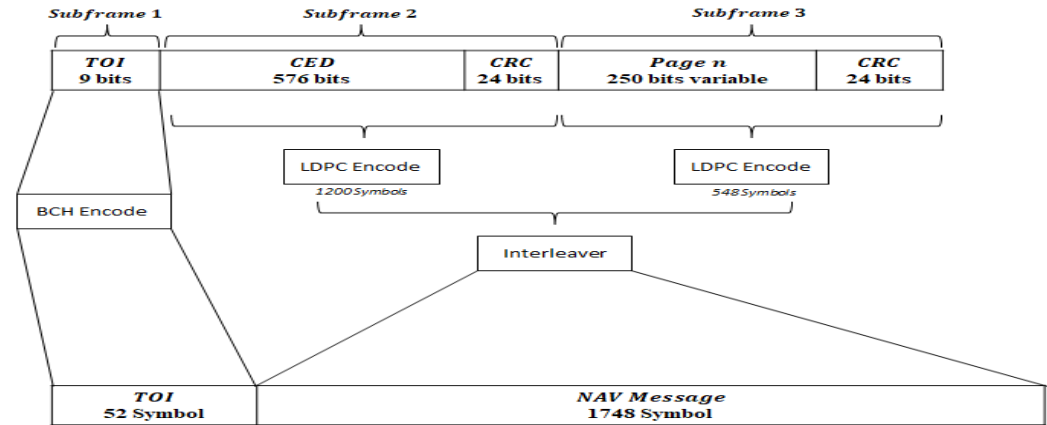 Subframe 1 Subframe 2 Subframe 3
TOI CED CRC Page n CRC
9 bits 576 bits 24 bits 250 bits variable 24 bits
LDPC Encode LDPC Encode
1200 Symbols 548 Symbols
BCH Encode
Interleaver
TOI NAV Message
52 Symbol 1748 Symbol